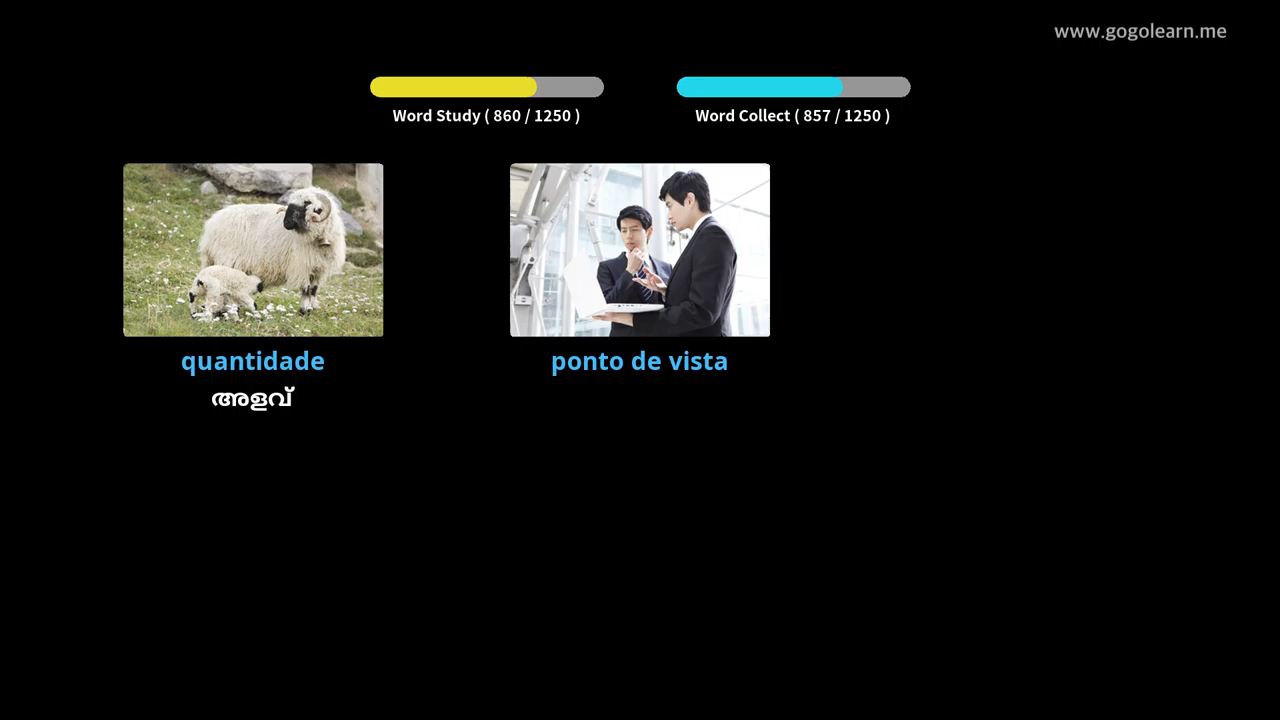 www.gogolearn.me
Word Study ( 860 / 1250 )
Word Collect ( 857 / 1250 )
quantidade
ponto de vista
അളവ്